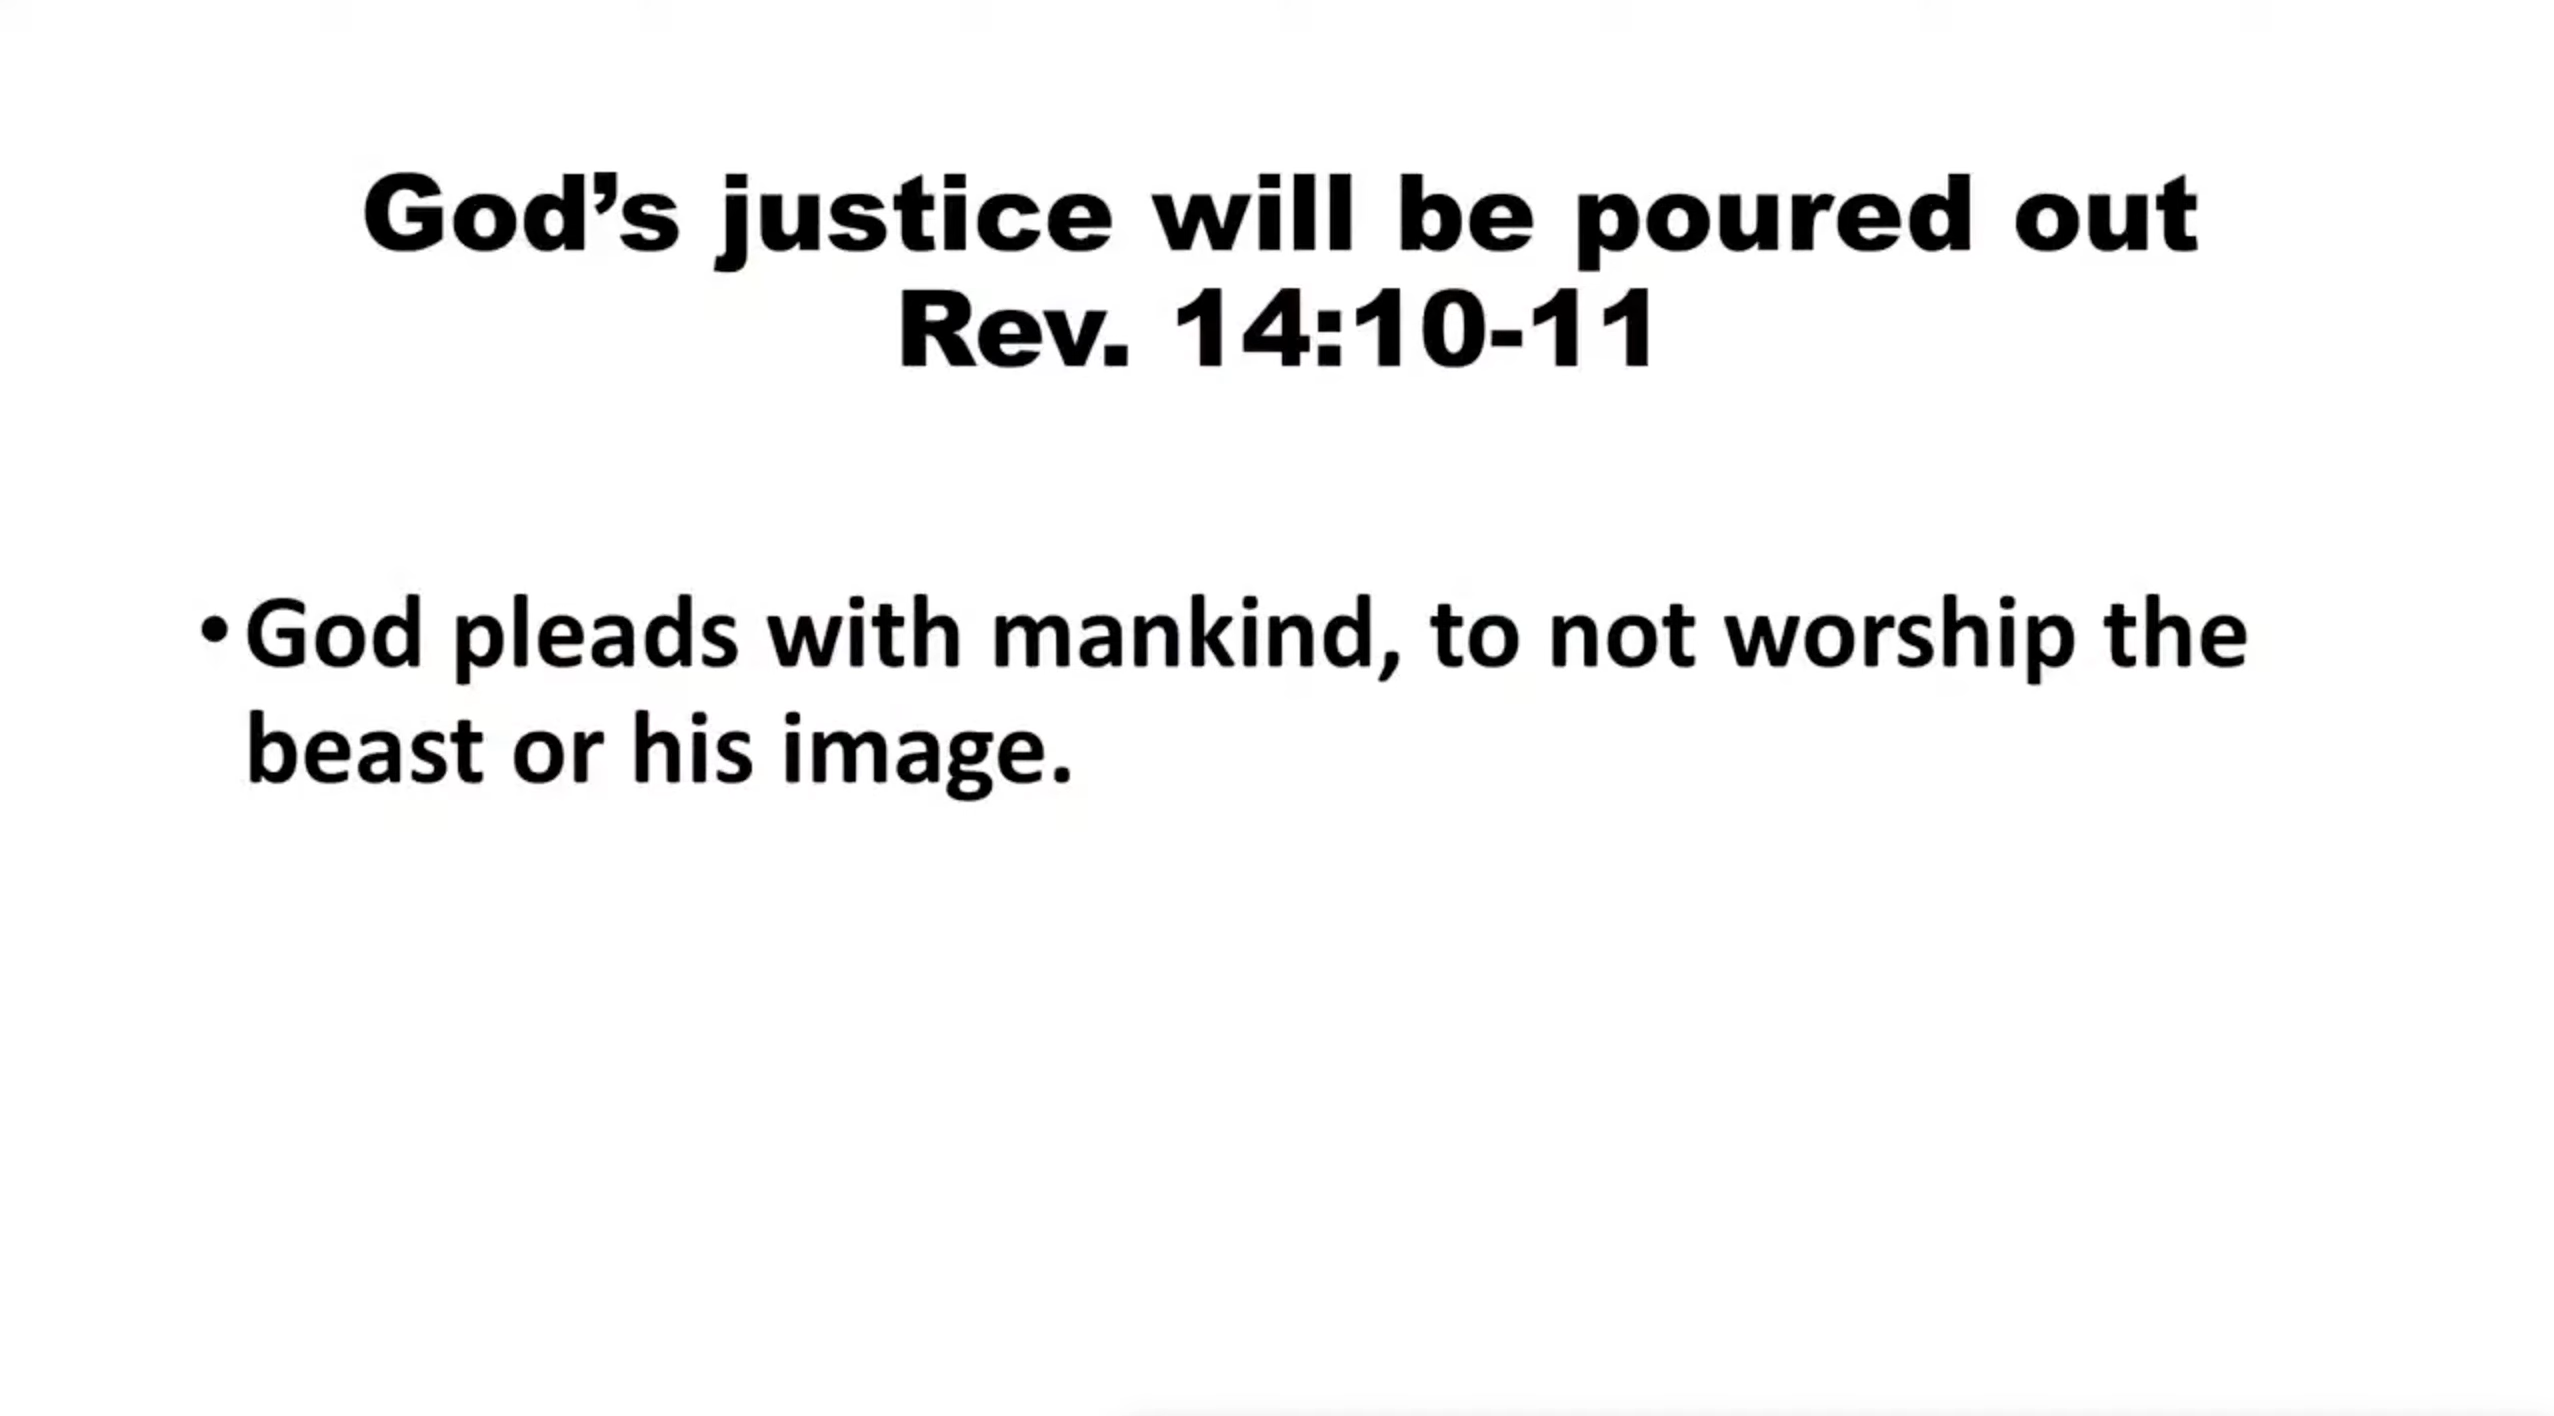 God’s justice will be poured out
Rev. 14:10-11
•God pleads with mankind, to not worship the
beast or his image.